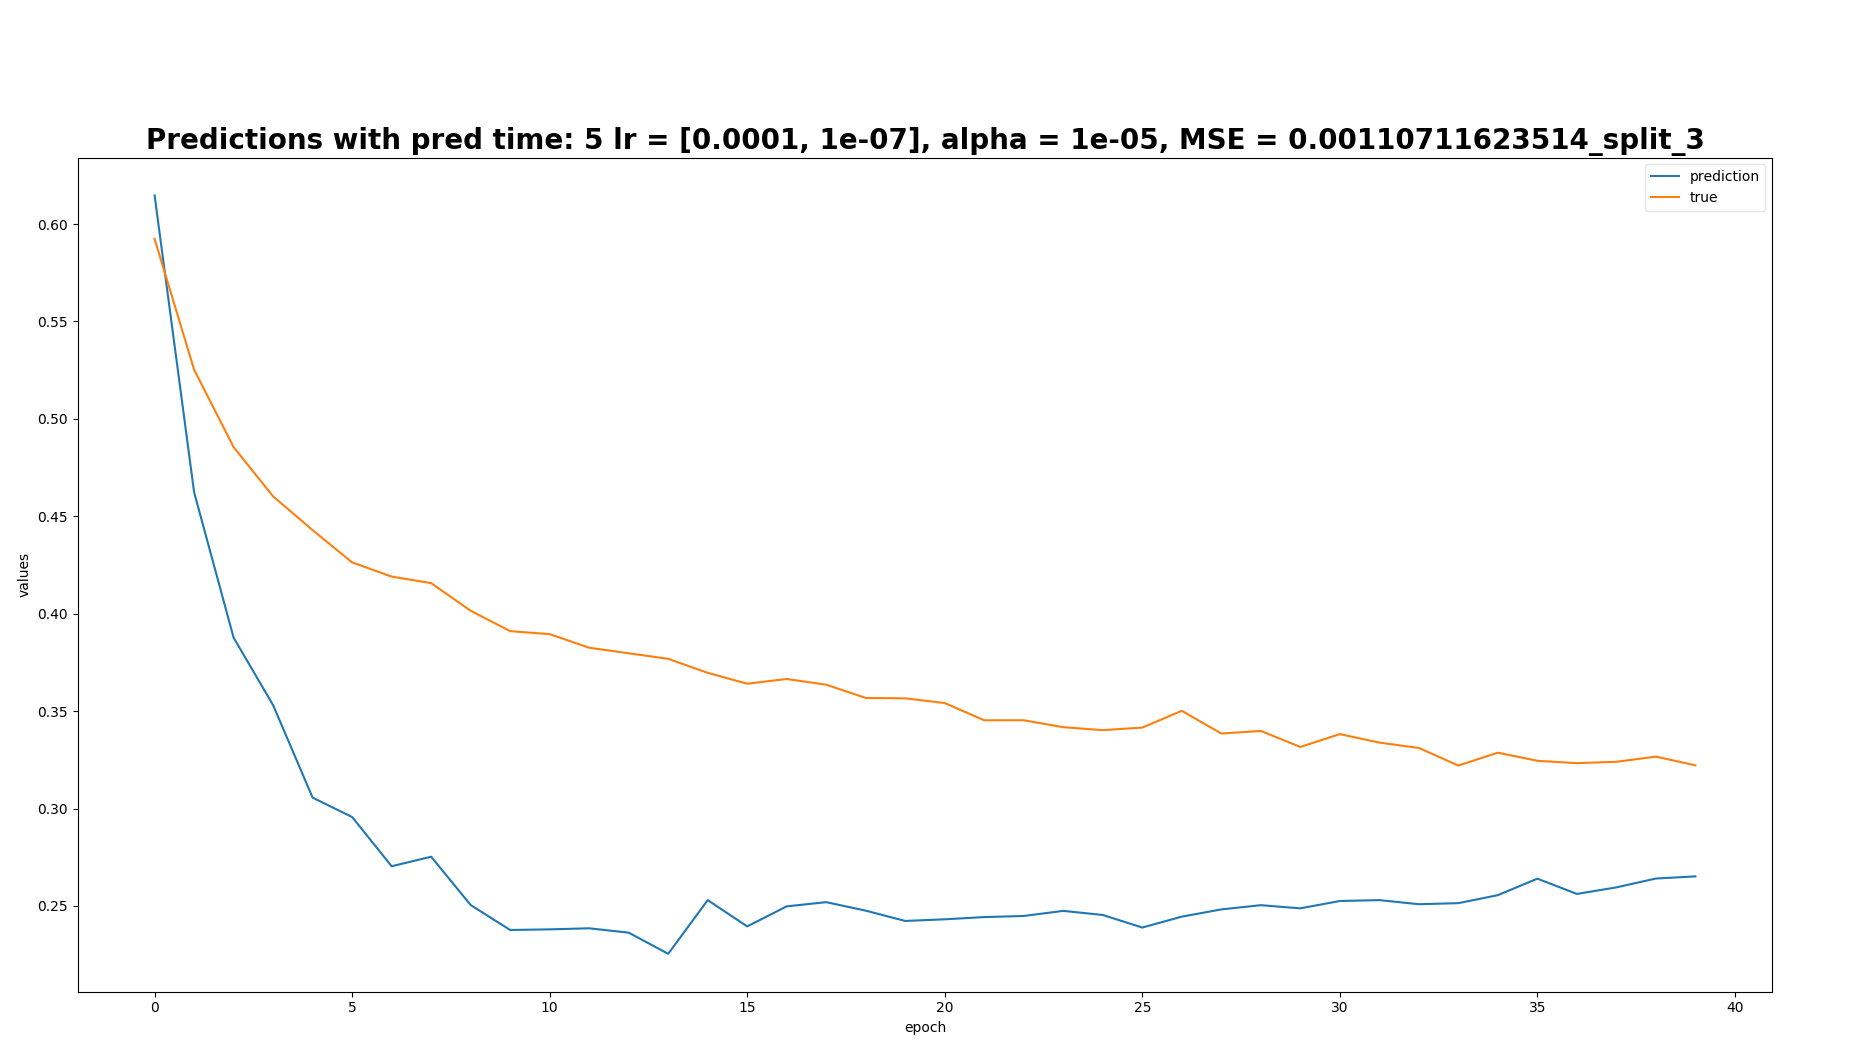 Predictions with pred time: 5 lr = [0.0001, 1e-07], alpha = 1e-05, MSE = 0.00110711623514_split_3
prediction
true
0.60
0.55
0.50
0.45
0.40
0.35
0.30
0.25
values
0 5 10 15 20 25 30 35 40
epoch